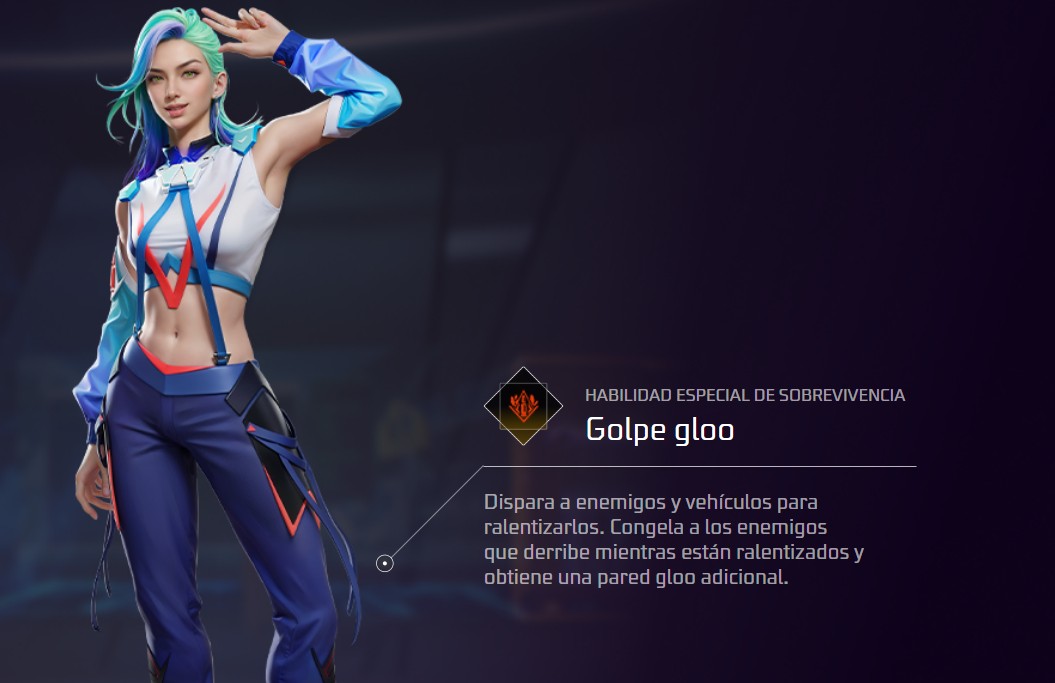 HABILIDAD ESPECIAL DE SOBREVIVENCIA
Golpe gloo
Dispara a enemigos y vehículos para
ralentizarlos. Congela a los enemigos
que derribe mientras están ralentizados y
obtiene una pared gloo adicional.